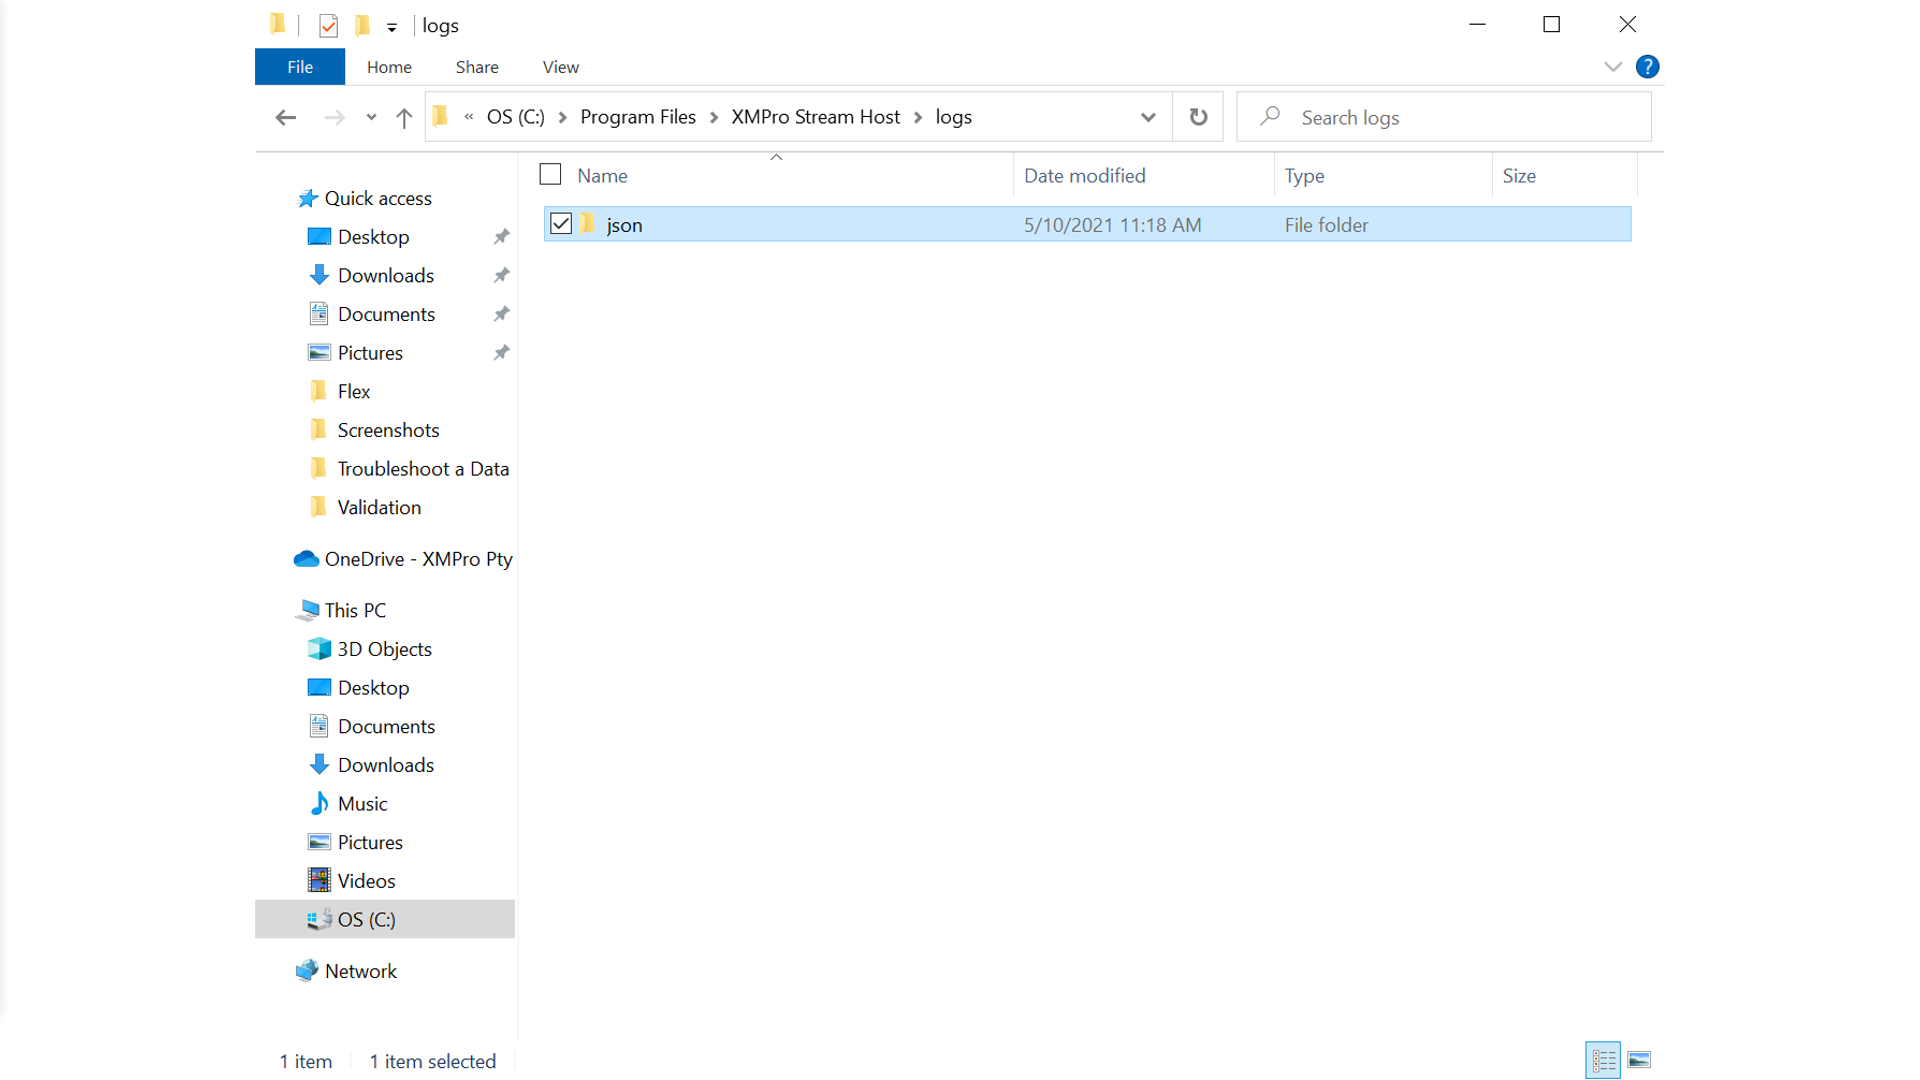 logs
File Home Share View
« OS (C:) > Program Files > XMPro Stream Host > logs
Search logs
Name Date modified Type Size
json 5/10/2021 11:18 AM File folder
Quick access
Desktop
Downloads
Documents
Pictures
Flex
Screenshots
Troubleshoot a Data
Validation
OneDrive - XMPro Pty
This PC
3D Objects
Desktop
Documents
Downloads
Music
Pictures
Videos
OS (C:)
Network
1 item 1 item selected